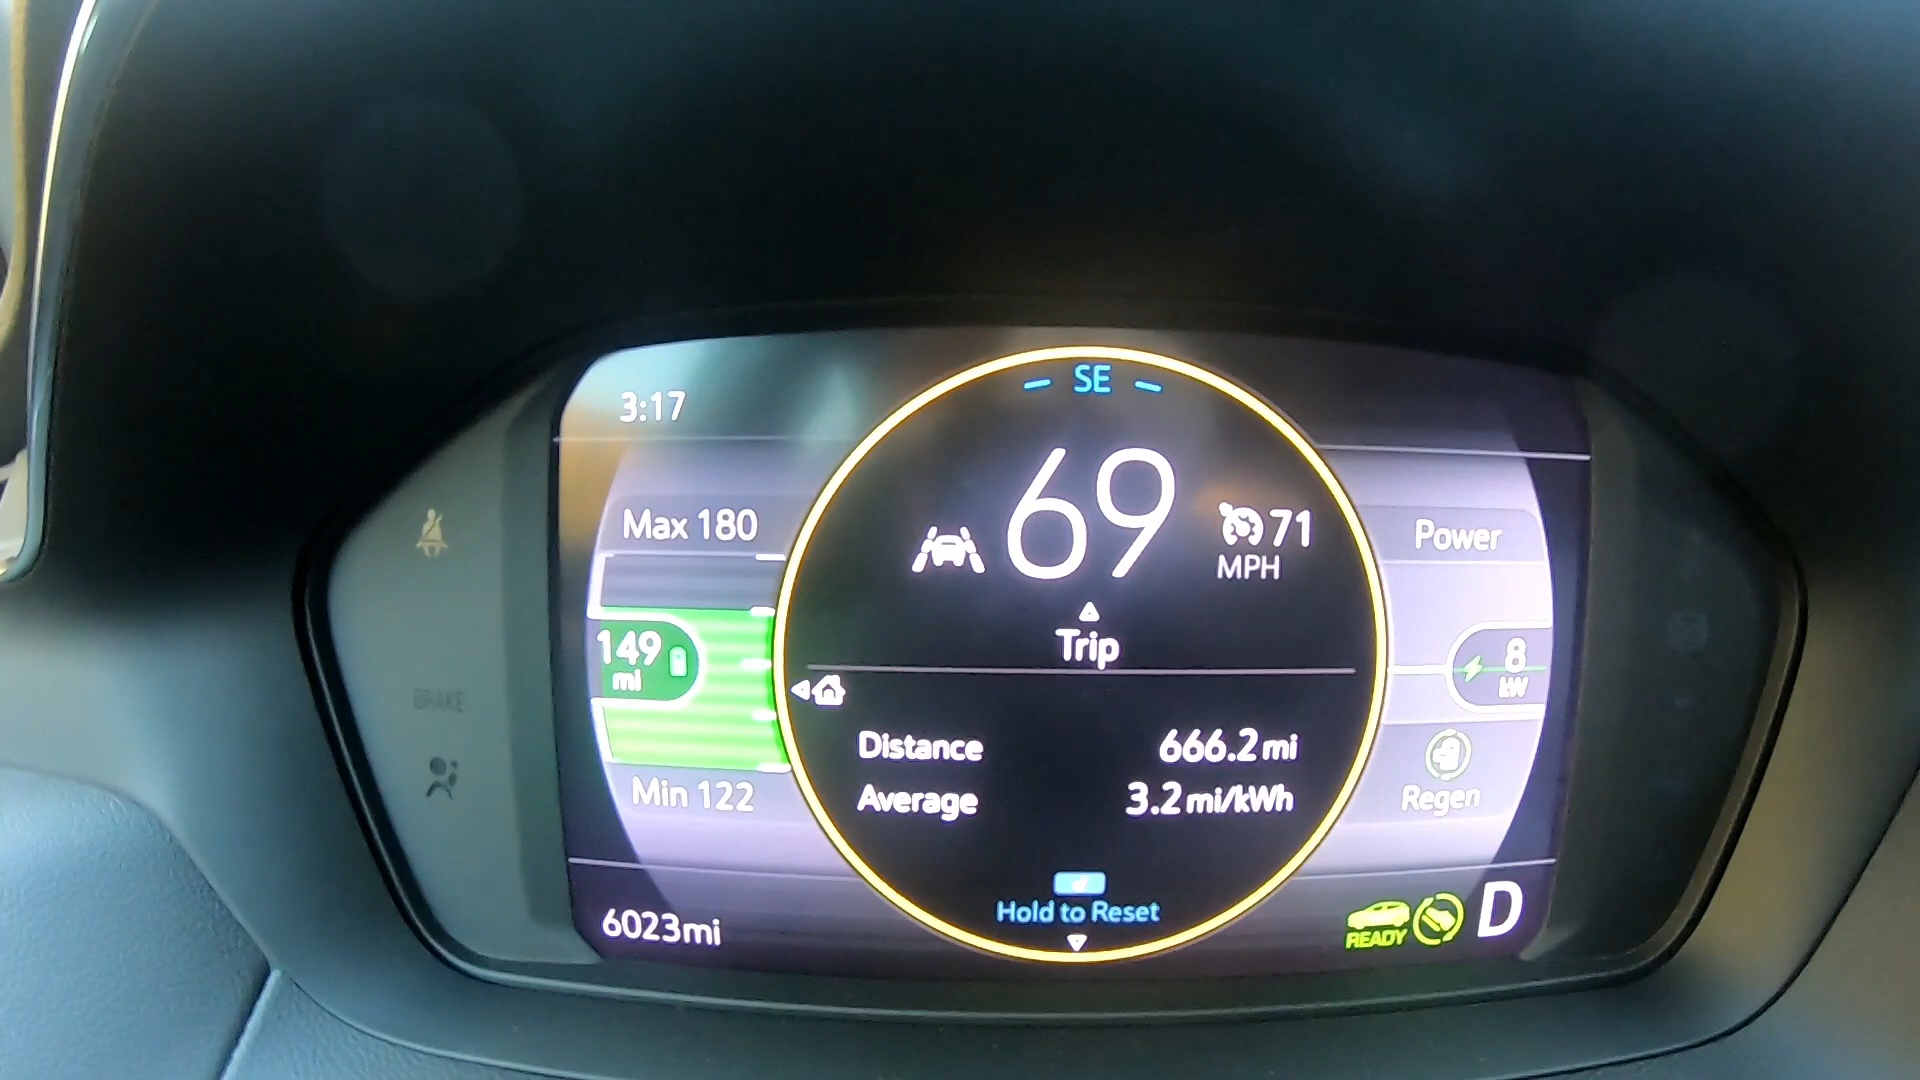 SE
3:17
69
71
MPH
Max 180
Power
149
mi
8
kW
Trip
Distance 666.2 mi
Average 3.2 mi/kWh
Min 122
Regen
BRAKE
Hold to Reset
6023mi
READY
D